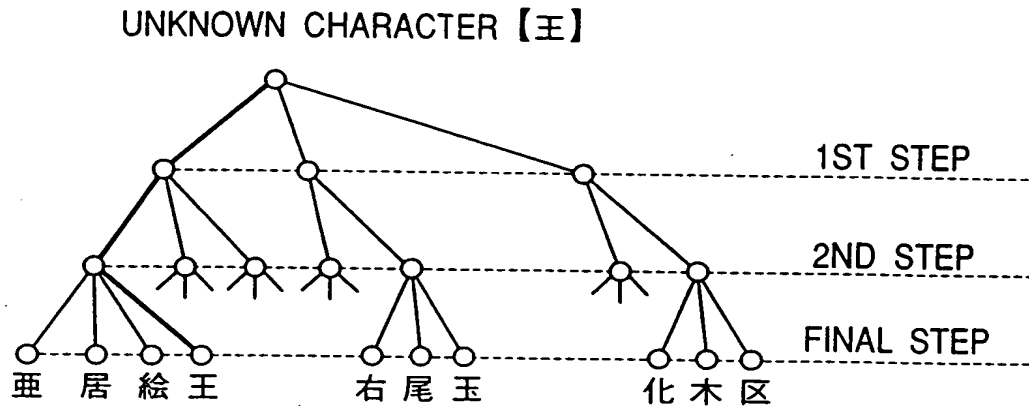 UNKNOWN CHARACTER【王】
1ST STEP
2ND STEP
FINAL STEP
亜 居 絵 王 右 尾 玉 化 木 区